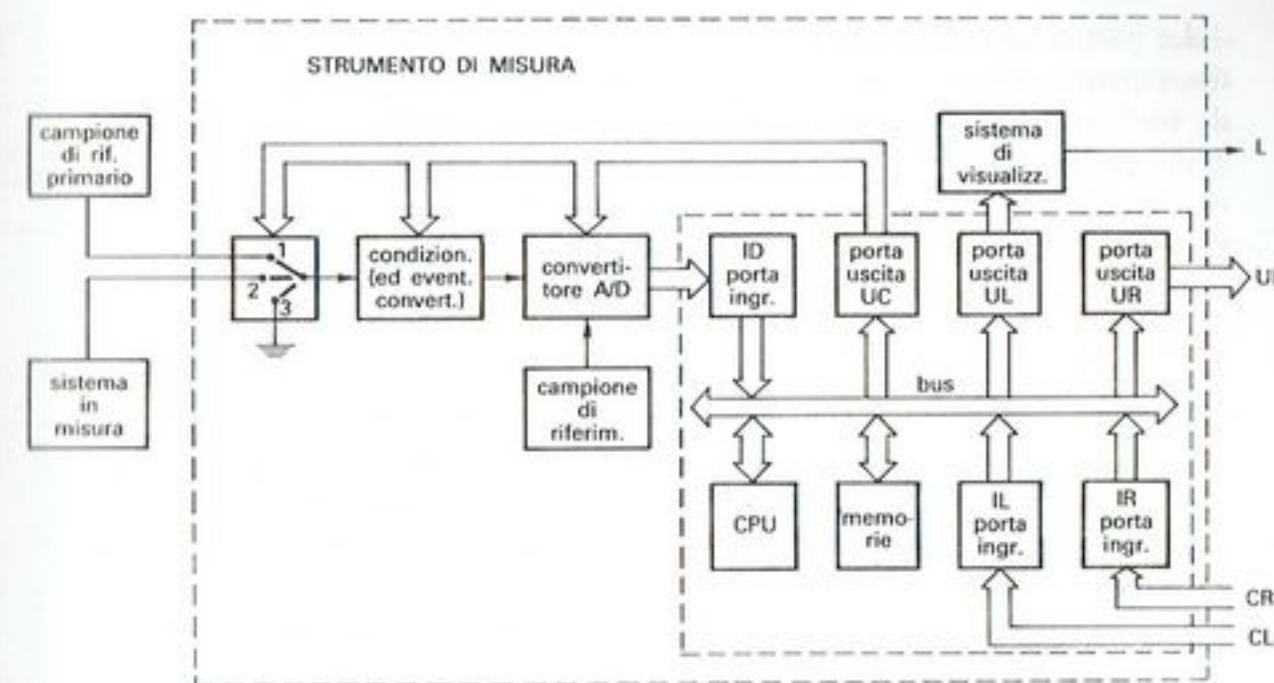 STRUMENTO DI MISURA
campione
di rif.
primario
sistema
di
visualizz.
L
1
2
3
condizion.
(ed event.
convert.)
converti-
tore A/D
ID
porta
ingr.
porta
uscita
UC
porta
uscita
UL
porta
uscita
UR
sistema
in
misura
campione
di
riferim.
bus
CPU
memo-
rie
IL
porta
ingr.
IR
porta
ingr.
CR
CL